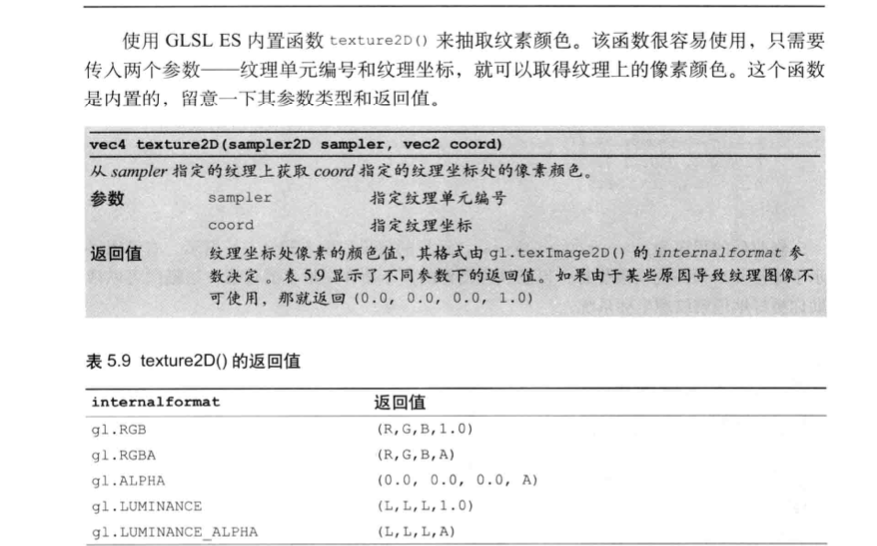 使用 GLSL ES 内置函数 texture2D() 来抽取纹素颜色。该函数很容易使用，只需要
传入两个参数——纹理单元编号和纹理坐标，就可以取得纹理上的像素颜色。这个函数
是内置的，留意一下其参数类型和返回值。
vec4 texture2D(sampler2D sampler, vec2 coord)
从 sampler 指定的纹理上获取 coord 指定的纹理坐标处的像素颜色。
参数 sampler 指定纹理单元编号
coord 指定纹理坐标
返回值 纹理坐标处像素的颜色值，其格式由 gl.texImage2D() 的 internalformat 参
数决定。表 5.9 显示了不同参数下的返回值。如果由于某些原因导致纹理图像不
可使用，那就返回 (0.0, 0.0, 0.0, 1.0)
表 5.9 texture2D() 的返回值
internalformat 返回值
gl.RGB (R,G,B,1.0)
gl.RGBA (R,G,B,A)
gl.ALPHA (0.0, 0.0, 0.0, A)
gl.LUMINANCE (L,L,L,1.0)
gl.LUMINANCE_ALPHA (L,L,L,A)